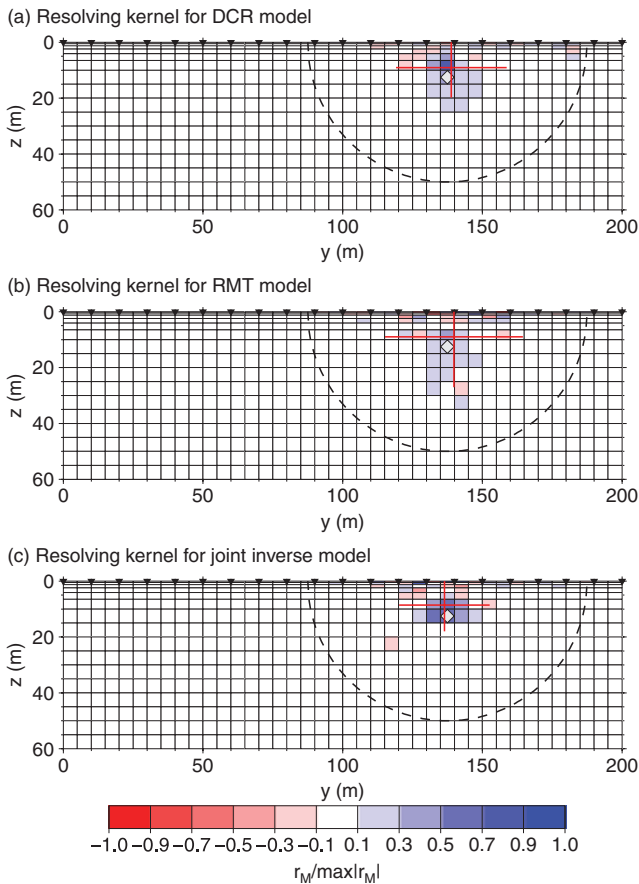 (a) Resolving kernel for DCR model
0
20
40
60
z (m)
0 50 100 150 200
y (m)
(b) Resolving kernel for RMT model
0
20
40
60
z (m)
0 50 100 150 200
y (m)
(c) Resolving kernel for joint inverse model
0
20
40
60
z (m)
0 50 100 150 200
y (m)
−1.0 −0.9 −0.7 −0.5 −0.3 −0.1 0.1 0.3 0.5 0.7 0.9 1.0
r_M/max|r_M|